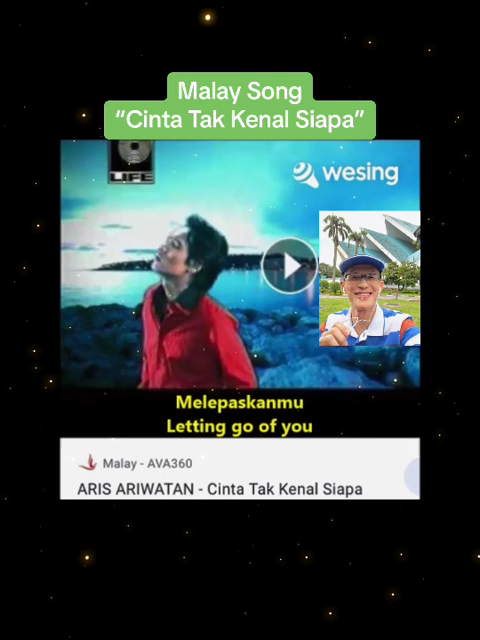 Malay Song
"Cinta Tak Kenal Siapa"
LIFE
wesing
Melepaskanmu
Letting go of you
Malay - AVA360
ARIS ARIWATAN - Cinta Tak Kenal Siapa